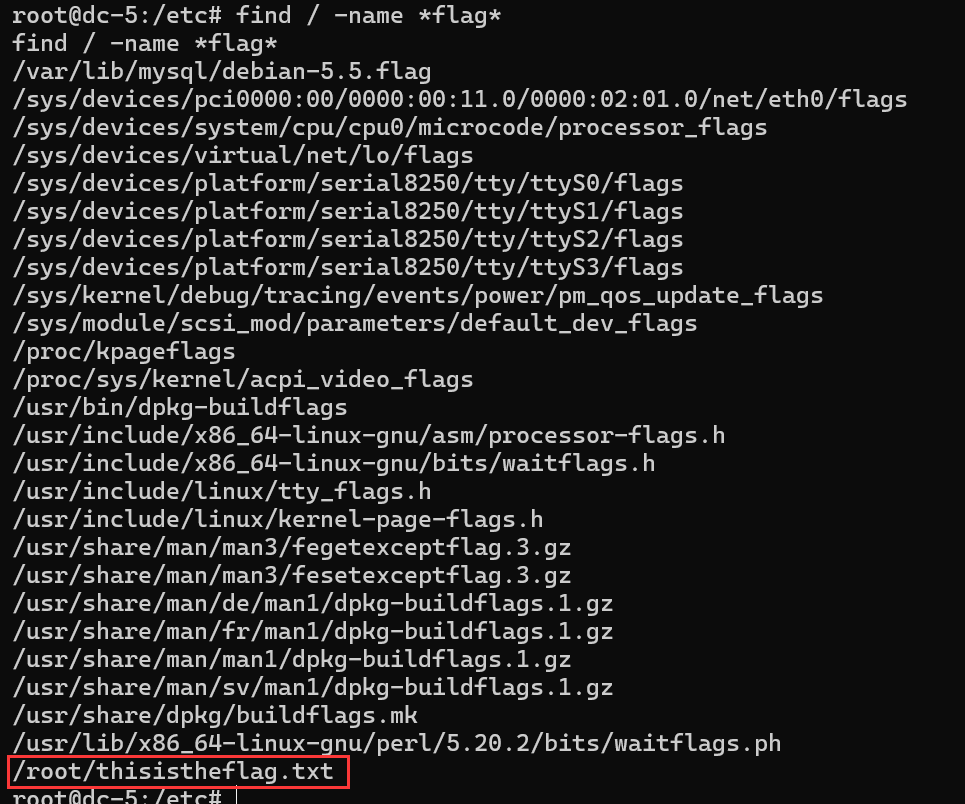 root@dc-5:/etc# find / -name *flag*
find / -name *flag*
/var/lib/mysql/debian-5.5.flag
/sys/devices/pci0000:00/0000:00:11.0/0000:02:01.0/net/eth0/flags
/sys/devices/system/cpu/cpu0/microcode/processor_flags
/sys/devices/virtual/net/lo/flags
/sys/devices/platform/serial8250/tty/ttyS0/flags
/sys/devices/platform/serial8250/tty/ttyS1/flags
/sys/devices/platform/serial8250/tty/ttyS2/flags
/sys/devices/platform/serial8250/tty/ttyS3/flags
/sys/kernel/debug/tracing/events/power/pm_qos_update_flags
/sys/module/scsi_mod/parameters/default_dev_flags
/proc/kpageflags
/proc/sys/kernel/acpi_video_flags
/usr/bin/dpkg-buildflags
/usr/include/x86_64-linux-gnu/asm/processor-flags.h
/usr/include/x86_64-linux-gnu/bits/waitflags.h
/usr/include/linux/tty_flags.h
/usr/include/linux/kernel-page-flags.h
/usr/share/man/man3/fegetexceptflag.3.gz
/usr/share/man/man3/fesetexceptflag.3.gz
/usr/share/man/de/man1/dpkg-buildflags.1.gz
/usr/share/man/fr/man1/dpkg-buildflags.1.gz
/usr/share/man/man1/dpkg-buildflags.1.gz
/usr/share/man/sv/man1/dpkg-buildflags.1.gz
/usr/share/dpkg/buildflags.mk
/usr/lib/x86_64-linux-gnu/perl/5.20.2/bits/waitflags.ph
/root/thisistheflag.txt
root@dc-5:/etc#